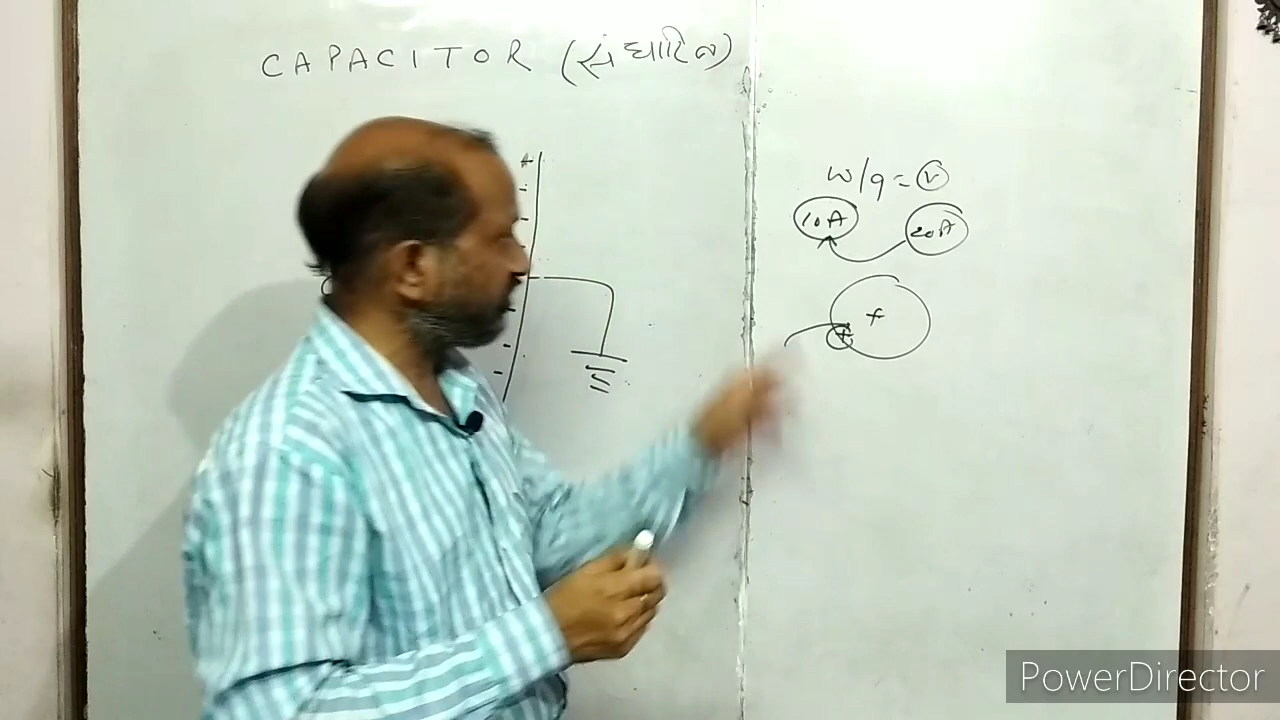 CAPACITOR (संघारित्र)
w/q = V
10A 20A
+
+
PowerDirector